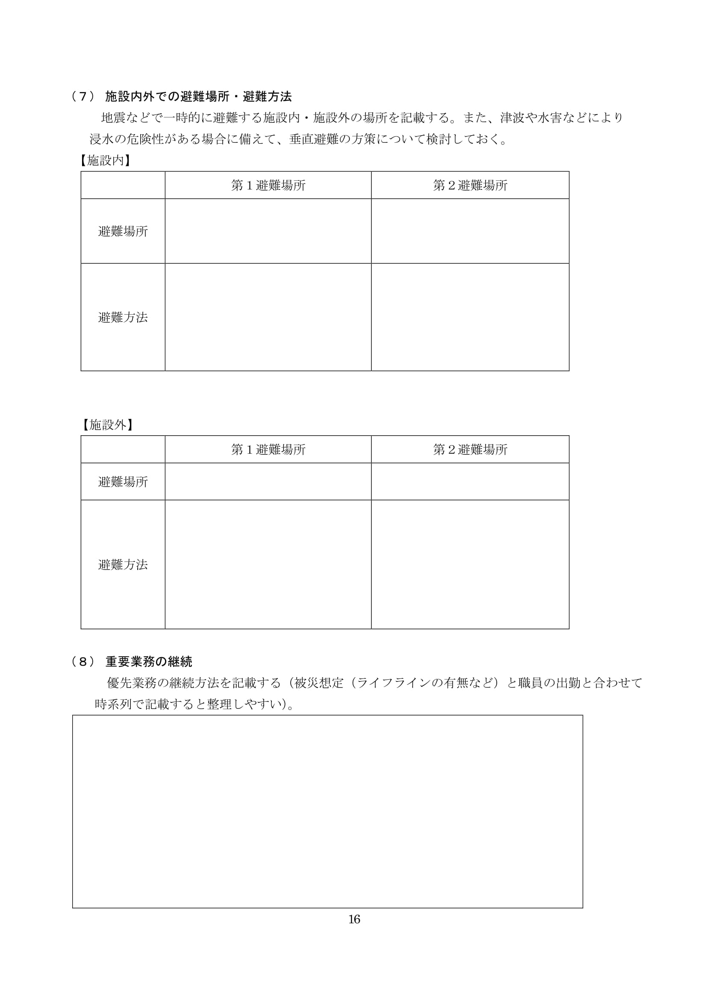 （７） 施設内外での避難場所・避難方法
地震などで一時的に避難する施設内・施設外の場所を記載する。また、津波や水害などにより
浸水の危険性がある場合に備えて、垂直避難の方策について検討しておく。
【施設内】
第１避難場所 第２避難場所
避難場所
避難方法
【施設外】
第１避難場所 第２避難場所
避難場所
避難方法
（８） 重要業務の継続
優先業務の継続方法を記載する（被災想定（ライフラインの有無など）と職員の出勤と合わせて
時系列で記載すると整理しやすい）。
16